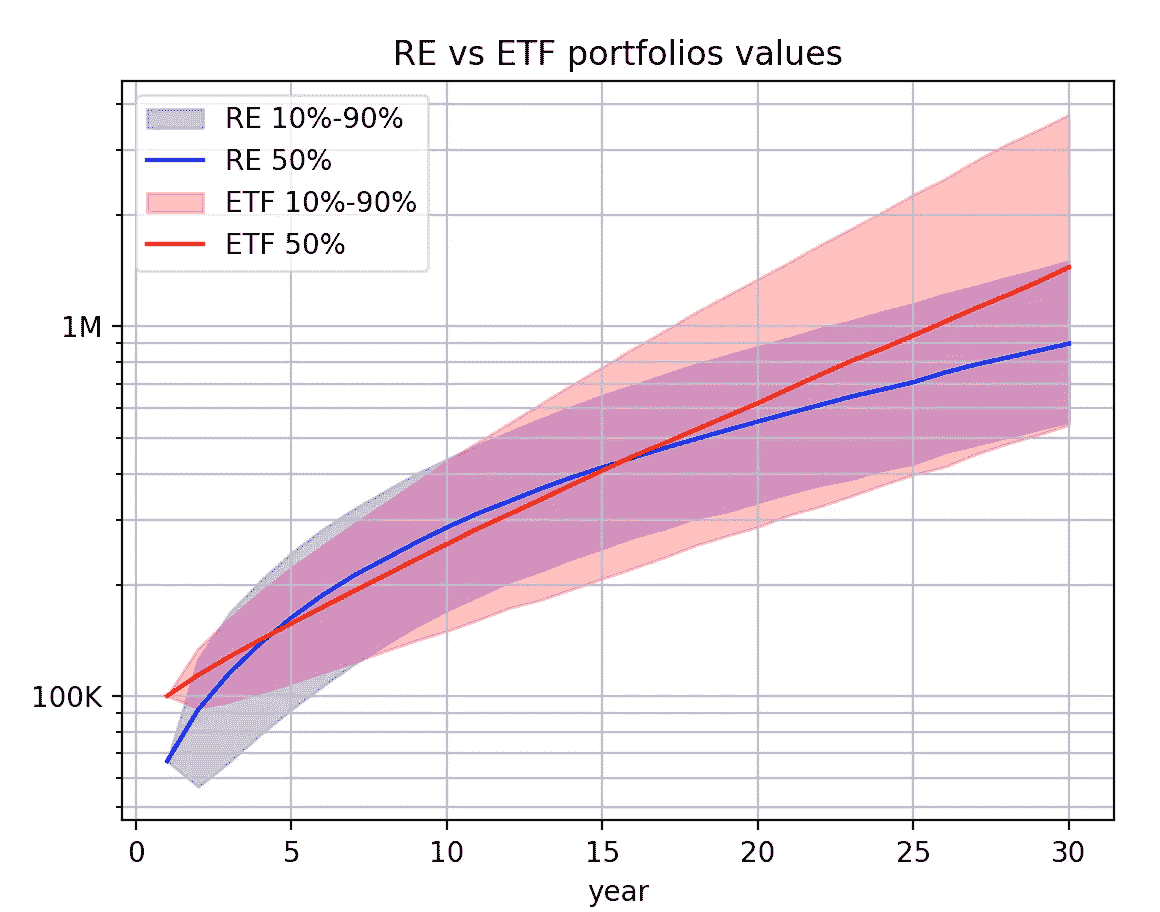 RE vs ETF portfolios values
RE 10%-90%
RE 50%
ETF 10%-90%
ETF 50%
1M
100K
0 5 10 15 20 25 30
year